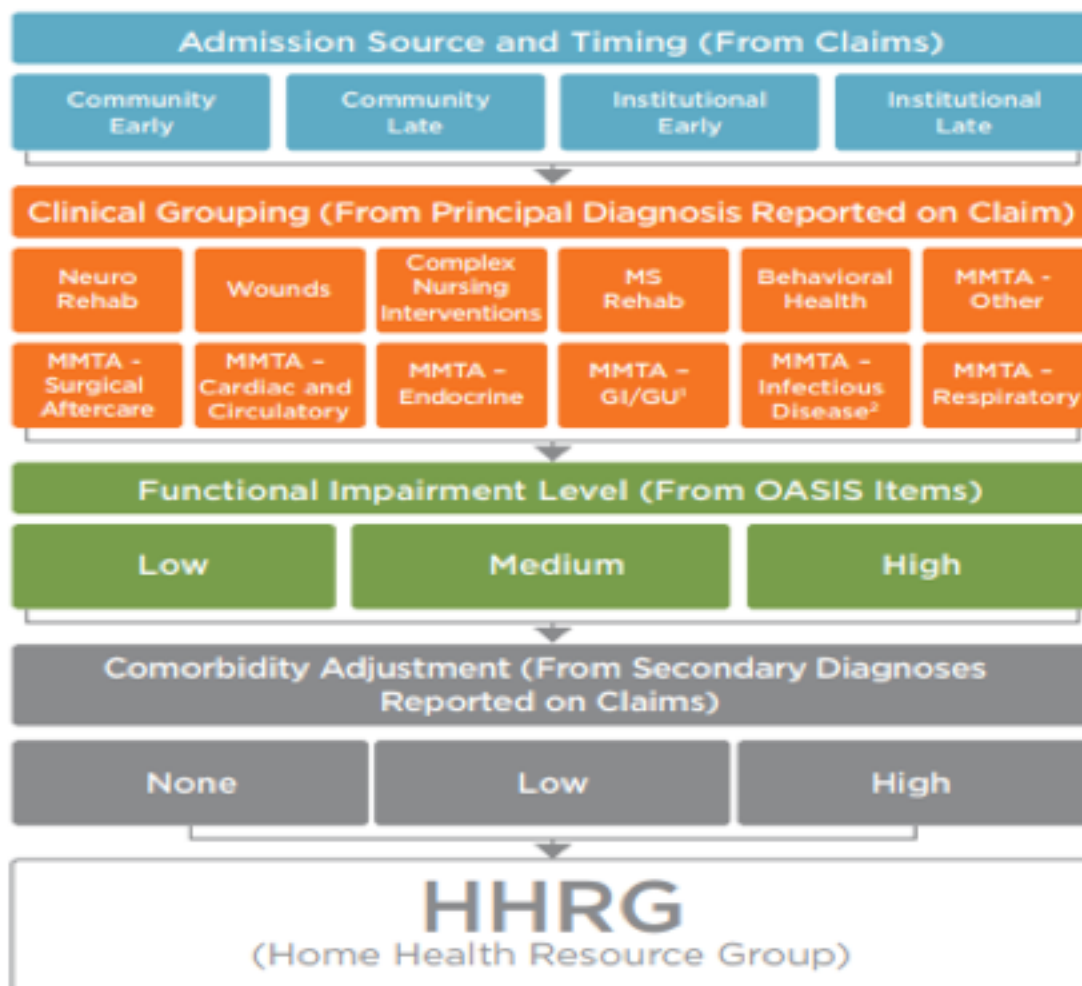 Admission Source and Timing (From Claims)
Community
Early
Community
Late
Institutional
Early
Institutional
Late
Clinical Grouping (From Principal Diagnosis Reported on Claim)
Neuro
Rehab
Wounds
Complex
Nursing
Interventions
MS
Rehab
Behavioral
Health
MMTA -
Other
MMTA -
Surgical
Aftercare
MMTA –
Cardiac and
Circulatory
MMTA –
Endocrine
MMTA –
GI/GU¹
MMTA –
Infectious
Disease²
MMTA –
Respiratory
Functional Impairment Level (From OASIS Items)
Low
Medium
High
Comorbidity Adjustment (From Secondary Diagnoses
Reported on Claims)
None
Low
High
HHRG
(Home Health Resource Group)